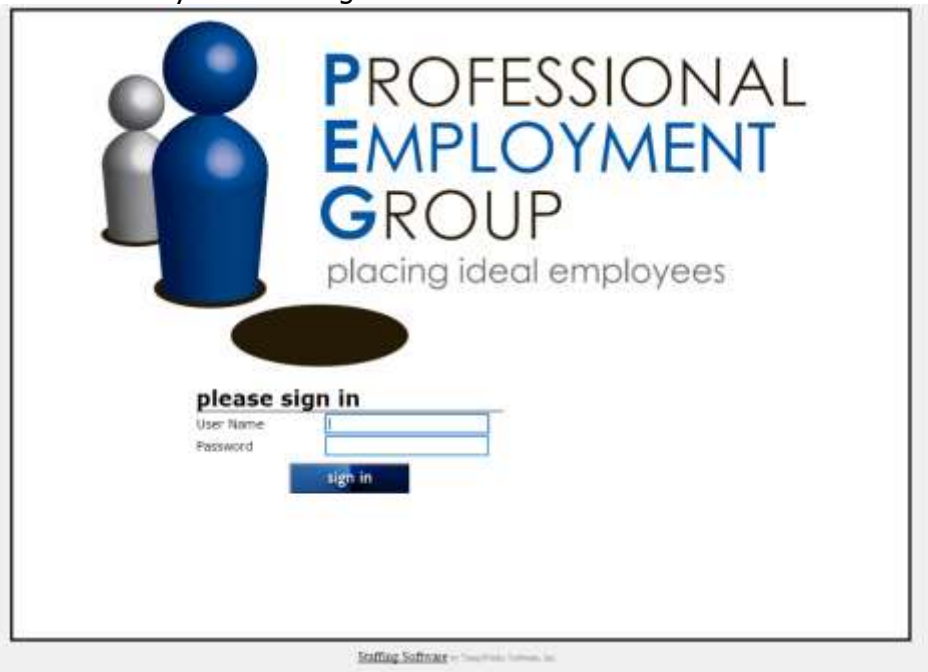 PROFESSIONAL
EMPLOYMENT
GROUP
placing ideal employees
please sign in
User Name
Password
sign in
Staffing Software